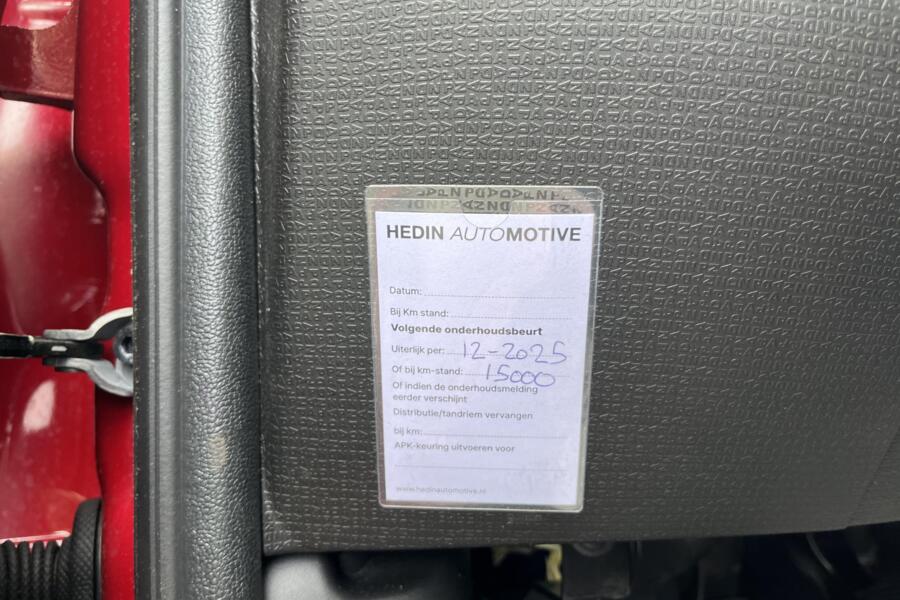 HEDIN AUTOMOTIVE
Datum:
Bij Km stand:
Volgende onderhoudsbeurt
Uiterlijk per: 12-2025
Of bij km-stand: 15000
Of indien de onderhoudsmelding
eerder verschijnt
Distributie/tandriem vervangen
bij km:
APK-keuring uitvoeren voor
www.hedinautomotive.nl